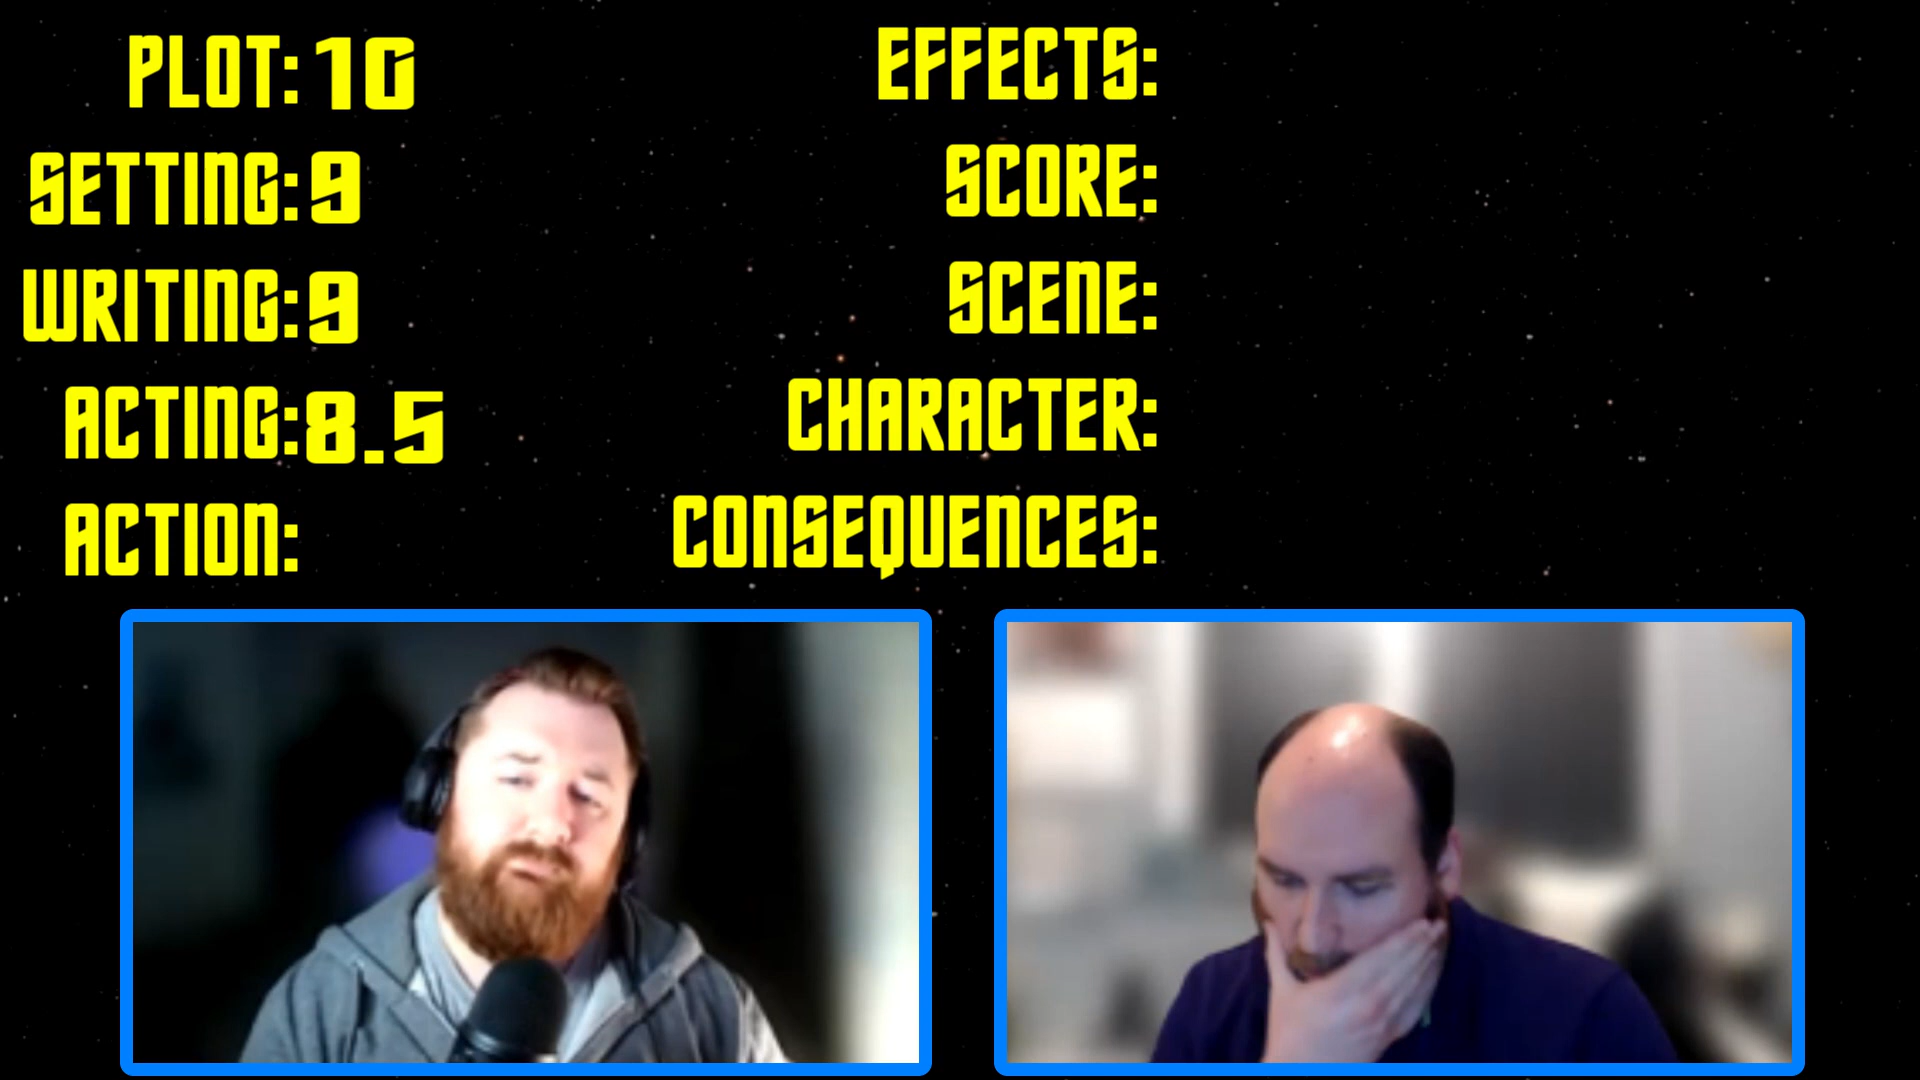 PLOT: 10
SETTING: 9
WRITING: 9
ACTING: 8.5
ACTION:
EFFECTS:
SCORE:
SCENE:
CHARACTER:
CONSEQUENCES: